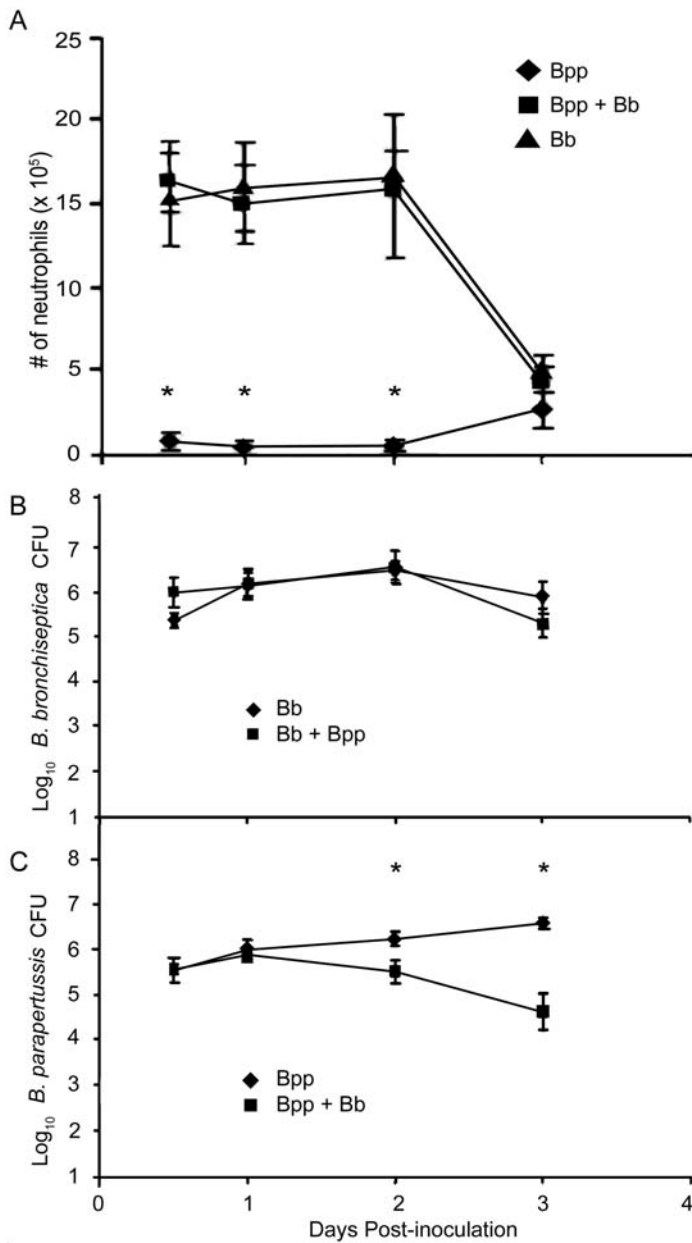 A
25
20
15
10
5
0
# of neutrophils (x 10⁵)
Bpp
Bpp + Bb
Bb
* * *
B
8
7
6
5
4
3
2
1
Log₁₀ B. bronchiseptica CFU
Bb
Bb + Bpp
C
8
7
6
5
4
3
2
1
Log₁₀ B. parapertussis CFU
* *
Bpp
Bpp + Bb
0 1 2 3 4
Days Post-inoculation